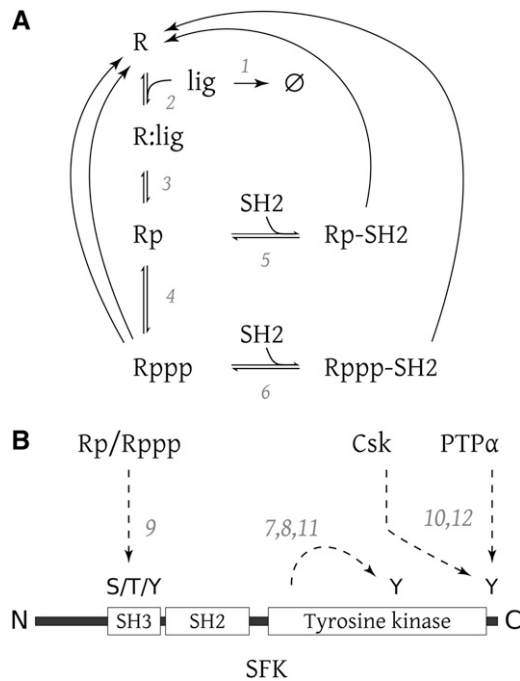 A
R
lig 1 ∅
2
R:lig
3
SH2
Rp Rp-SH2
5
4
SH2
Rppp Rppp-SH2
6
B
Rp/Rppp Csk PTPα
9 7,8,11 10,12
S/T/Y Y Y
N SH3 SH2 Tyrosine kinase C
SFK